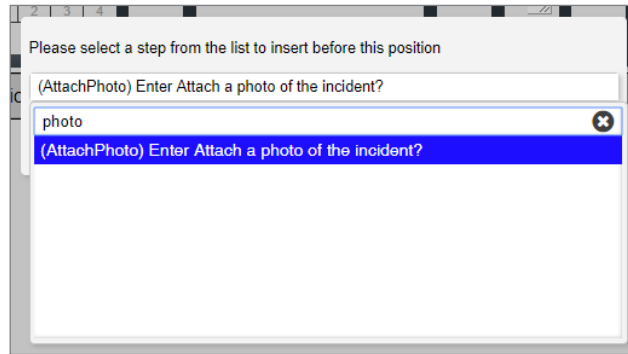 2 3 4
Please select a step from the list to insert before this position
(AttachPhoto) Enter Attach a photo of the incident?
photo
(AttachPhoto) Enter Attach a photo of the incident?